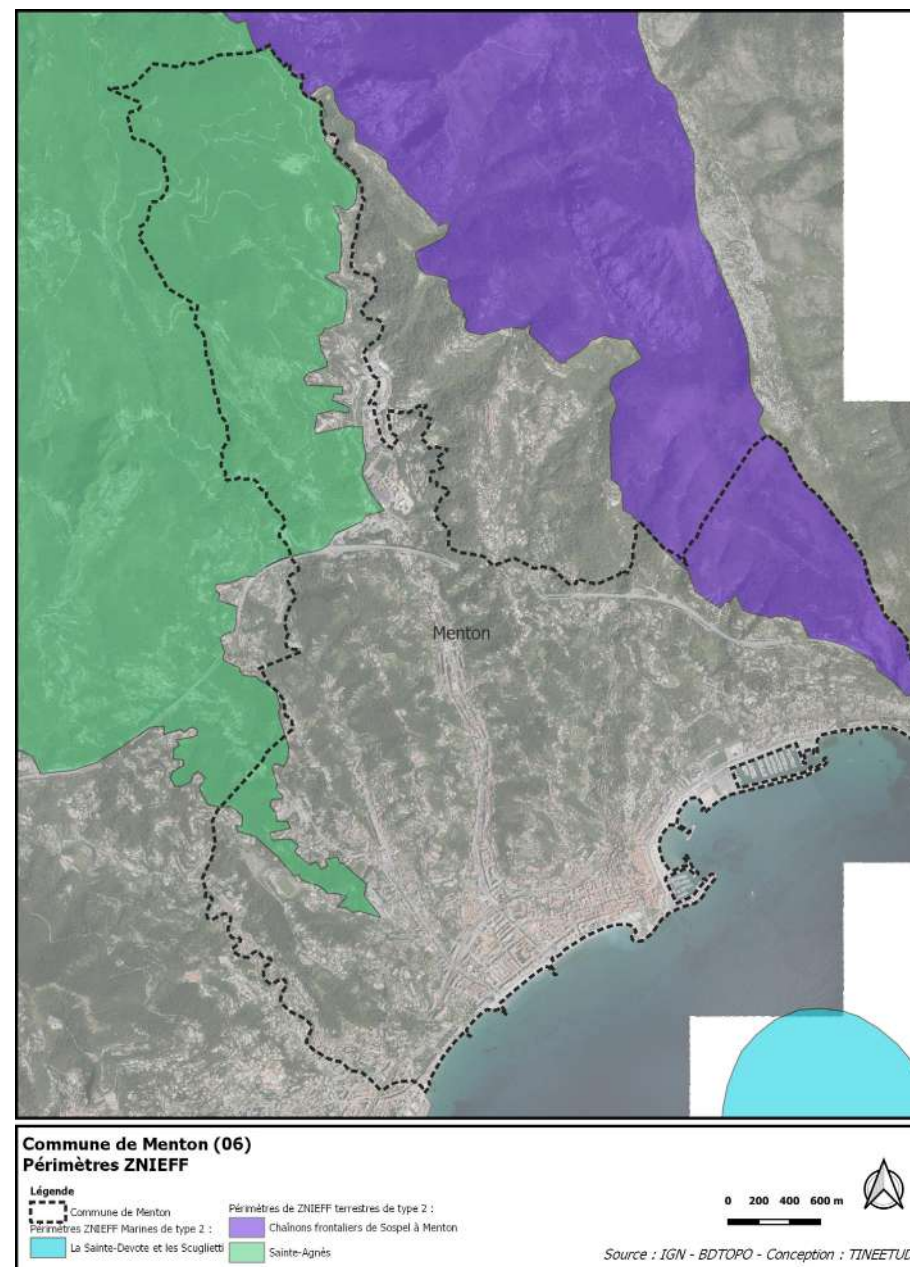 Menton
Commune de Menton (06)
Périmètres ZNIEFF
Légende
Commune de Menton
Périmètres ZNIEFF Marines de type 2 :
La Sainte-Devote et les Scuglietti
Périmètres de ZNIEFF terrestres de type 2 :
Chaînons frontaliers de Sospel à Menton
Sainte-Agnès
0 200 400 600 m
Source : IGN - BDTOPO - Conception : TINEETUD